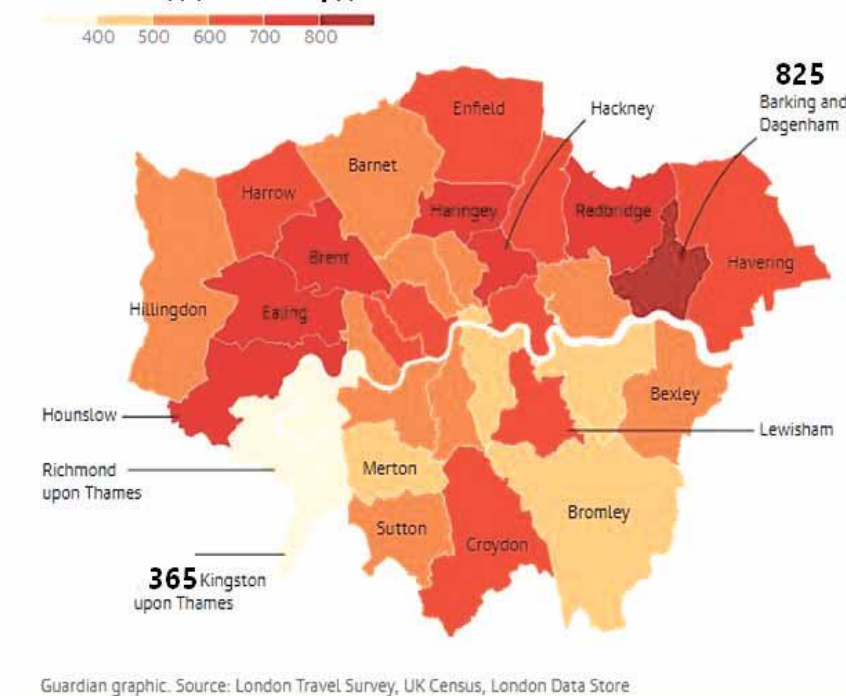 400 500 600 700 800
825
Barking and
Dagenham
Enfield
Hackney
Barnet
Harrow
Haringey
Redbridge
Brent
Havering
Hillingdon
Ealing
Bexley
Hounslow
Lewisham
Richmond
upon Thames
Merton
Bromley
Sutton
Croydon
365 Kingston
upon Thames
Guardian graphic. Source: London Travel Survey, UK Census, London Data Store